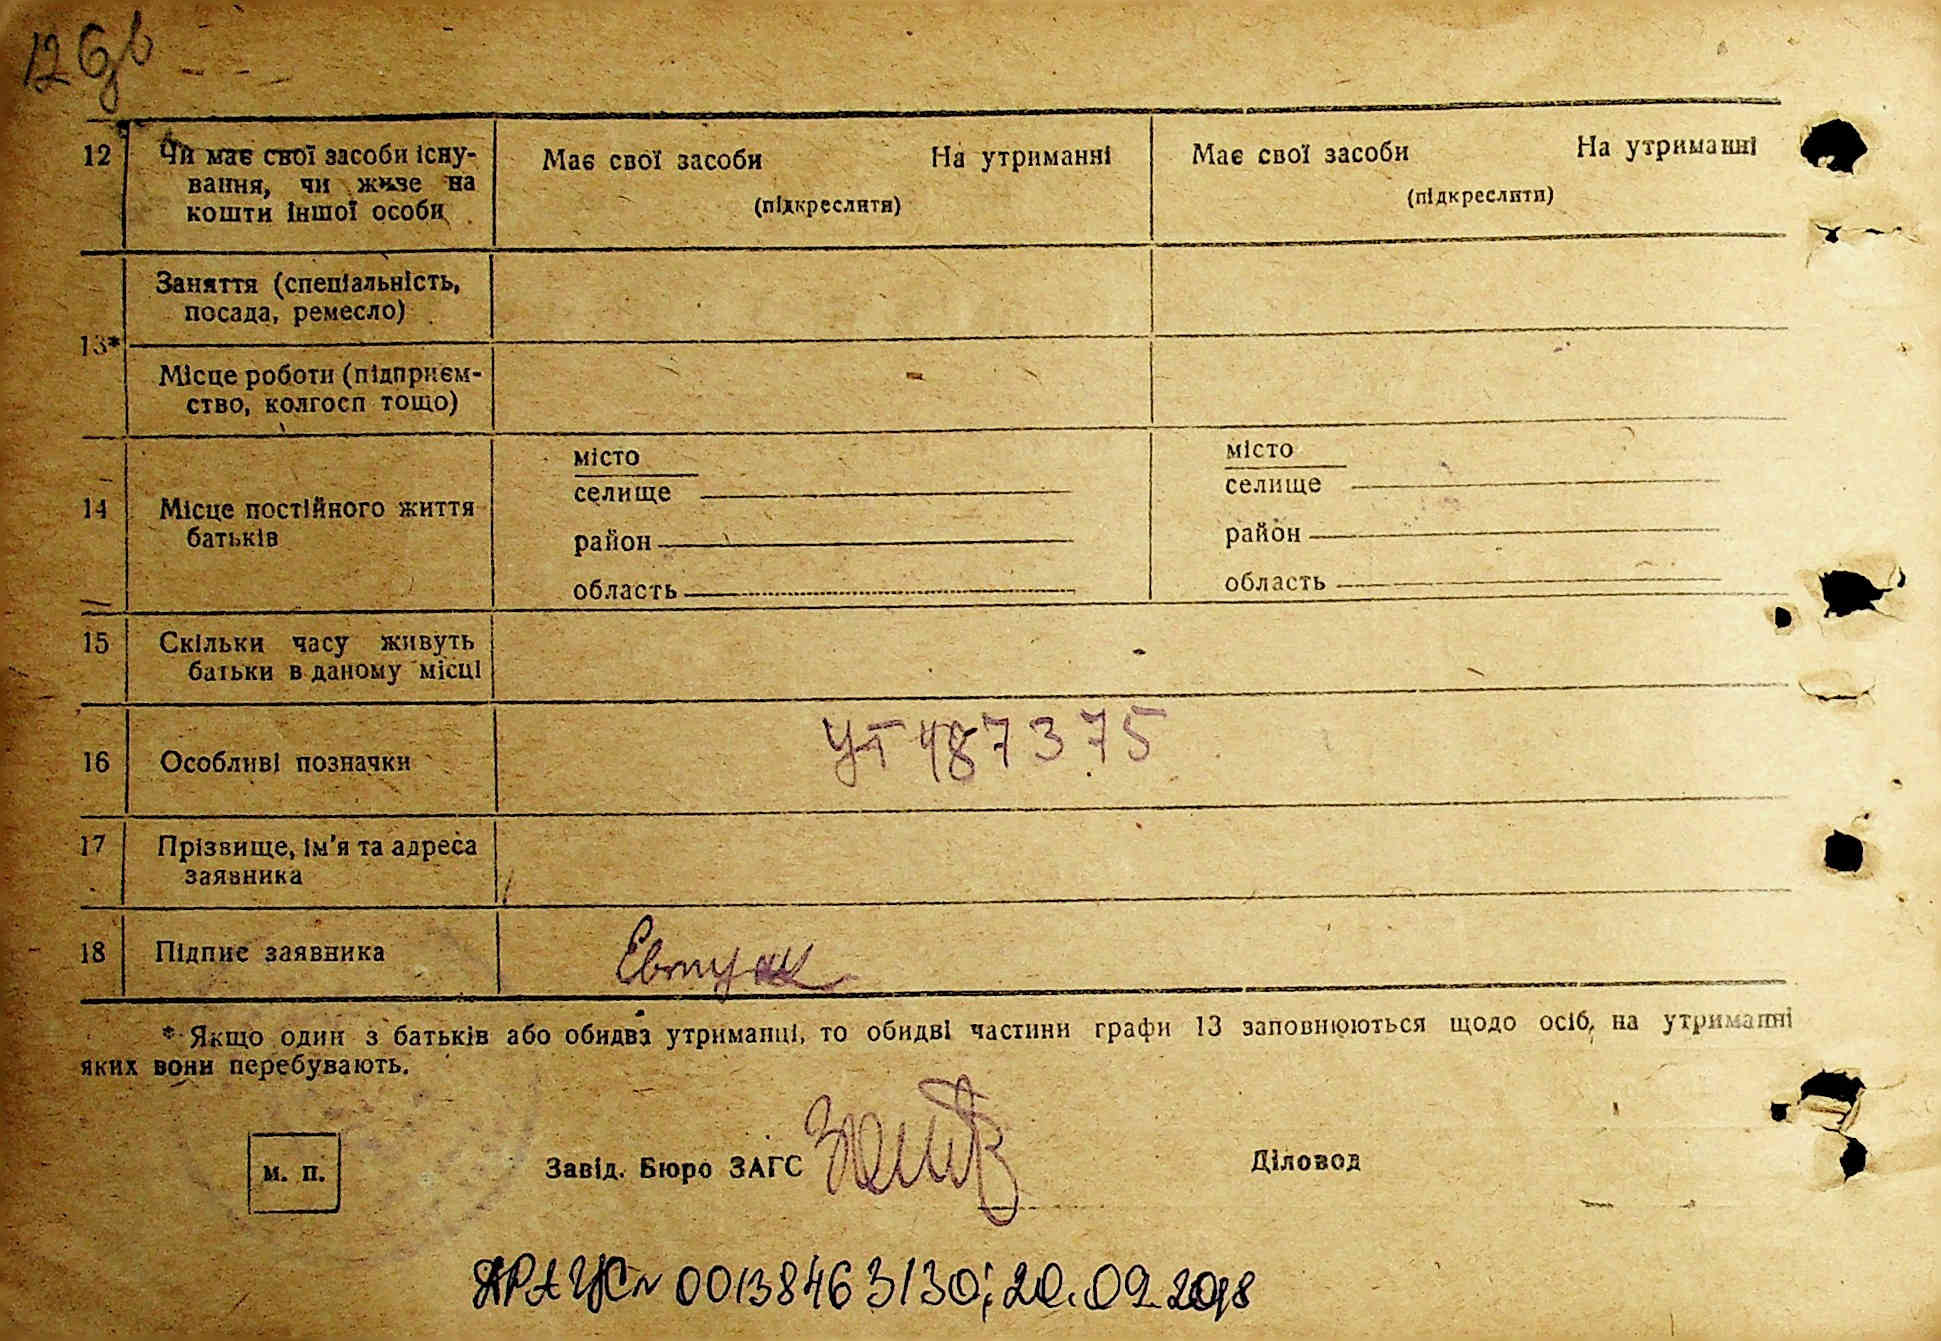 12
12 Чи має свої засоби існу- Має свої засоби На утриманні Має свої засоби На утриманні
вання, чи живе на (підкреслити) (підкреслити)
кошти іншої особи
Заняття (спеціальність,
посада, ремесло)
13*
Місце роботи (підприєм-
ство, колгосп тощо)
місто місто
селище селище
14 Місце постійного життя
батьків
район район
область область
15 Скільки часу живуть
батьки в даному місці
УТ 487375
16 Особливі позначки
17 Прізвище, ім'я та адреса
заявника
18 Підпис заявника
* Якщо один з батьків або обидва утриманці, то обидві частини графи 13 заповнюються щодо осіб, на утриманні
яких вони перебувають.
м. п. Завід. Бюро ЗАГС Діловод
ДРАЦС № 00138463130; 20.09.2018